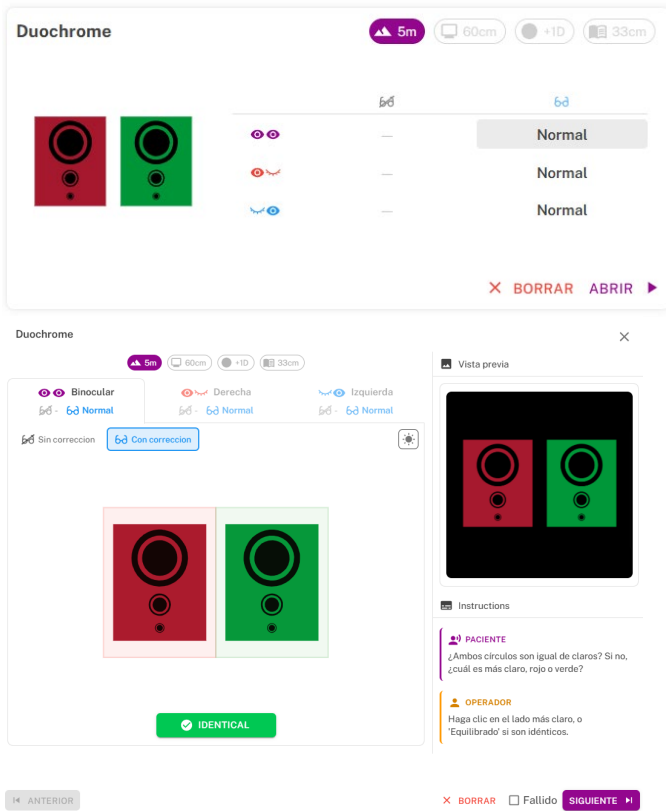 Duochrome
5m
60cm
+1D
33cm
—
Normal
—
Normal
—
Normal
BORRAR
ABRIR
Duochrome
5m
60cm
+1D
33cm
Binocular
- Normal
Derecha
- Normal
Izquierda
- Normal
Sin correccion
Con correccion
IDENTICAL
Vista previa
Instructions
PACIENTE
¿Ambos círculos son igual de claros? Si no,
¿cuál es más claro, rojo o verde?
OPERADOR
Haga clic en el lado más claro, o
'Equilibrado' si son idénticos.
ANTERIOR
BORRAR
Fallido
SIGUIENTE